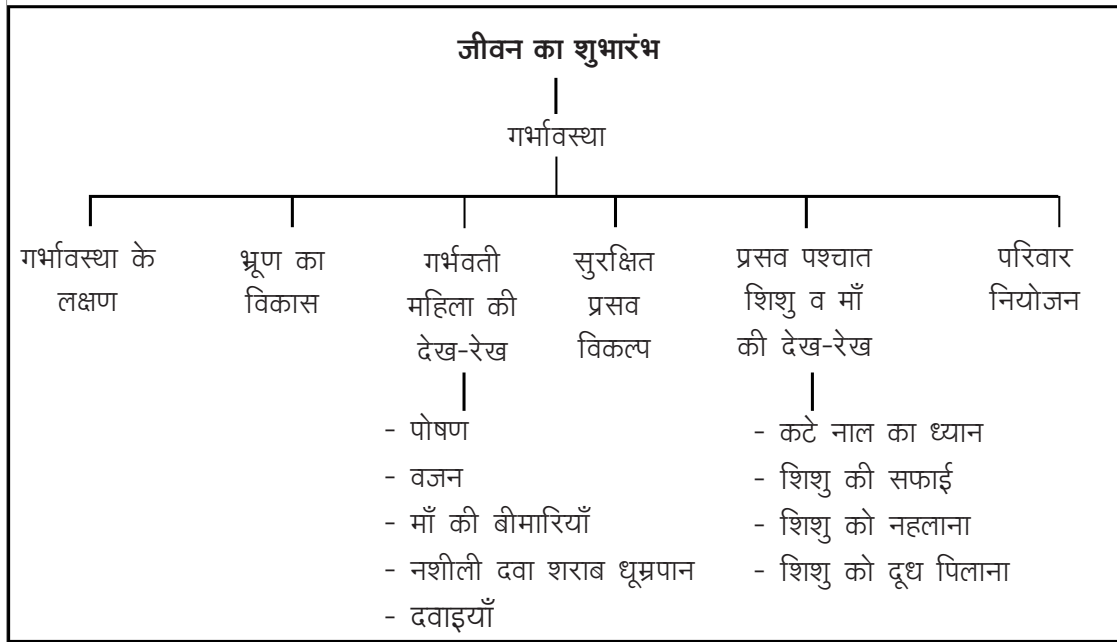 जीवन का शुभारंभ
गर्भावस्था
गर्भावस्था के
लक्षण
भ्रूण का
विकास
गर्भवती
महिला की
देख-रेख
सुरक्षित
प्रसव
विकल्प
प्रसव पश्चात
शिशु व माँ
की देख-रेख
परिवार
नियोजन
- पोषण
- वजन
- माँ की बीमारियाँ
- नशीली दवा शराब धूम्रपान
- दवाइयाँ
- कटे नाल का ध्यान
- शिशु की सफाई
- शिशु को नहलाना
- शिशु को दूध पिलाना